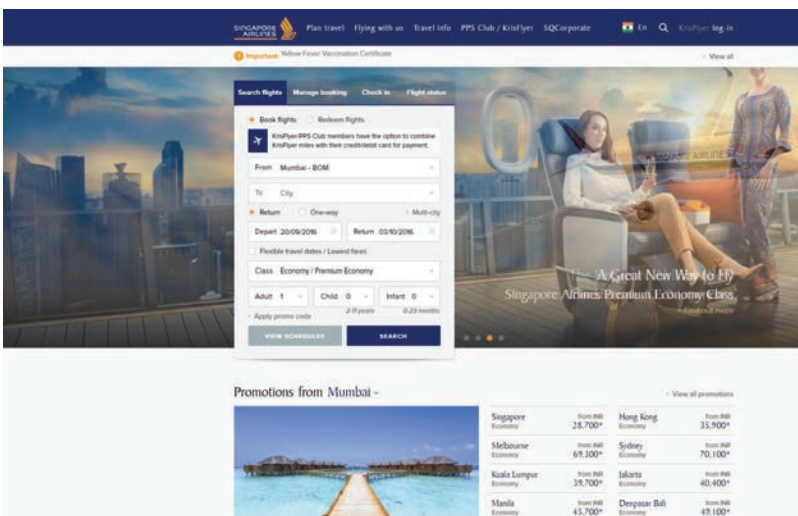 SINGAPORE AIRLINES
Plan travel Flying with us Travel info PPS Club / KrisFlyer SQCorporate En KrisFlyer log-in
Important Yellow Fever Vaccination Certificate View all
Search flights Manage booking Check in Flight status
Book flights Redeem flights
KrisFlyer/PPS Club members have the option to combine
KrisFlyer miles with their credit/debit card for payment.
From Mumbai - BOM
To City
Return One-way Multi-city
Depart 20/09/2016 Return 03/10/2016
Flexible travel dates / Lowest fares
Class Economy / Premium Economy
Adult 1 Child 0 Infant 0
2-11 years 0-23 months
Apply promo code
VIEW SCHEDULES SEARCH
A Great New Way to Fly
Singapore Airlines Premium Economy Class
Find out more
Promotions from Mumbai
View all promotions
Singapore from INR Hong Kong from INR
Economy 28,700* Economy 35,900*
Melbourne from INR Sydney from INR
Economy 69,300* Economy 70,100*
Kuala Lumpur from INR Jakarta from INR
Economy 39,700* Economy 40,400*
Manila from INR Denpasar Bali from INR
Economy 45,700* Economy 49,100*